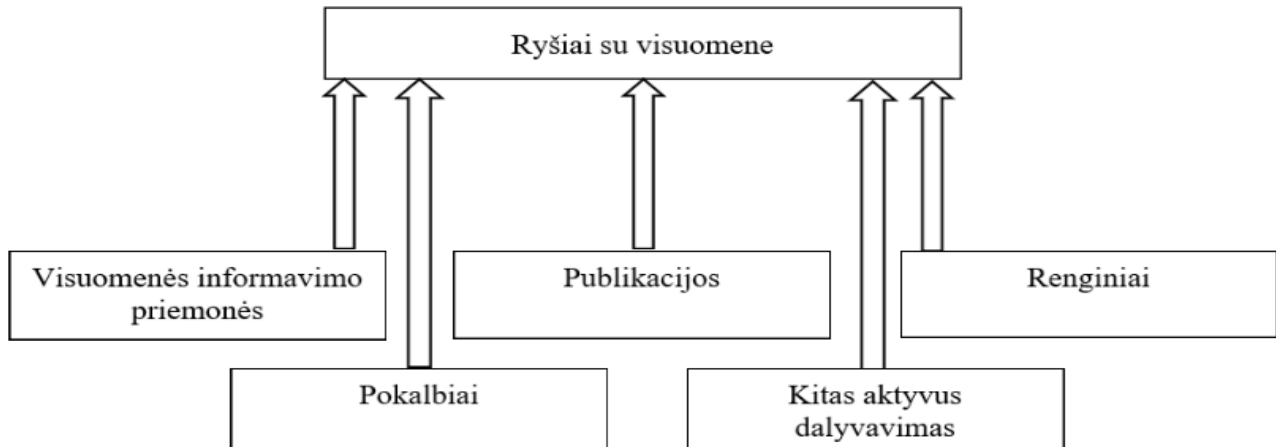 Ryšiai su visuomene
Visuomenės informavimo
priemonės
Publikacijos
Renginiai
Pokalbiai
Kitas aktyvus
dalyvavimas